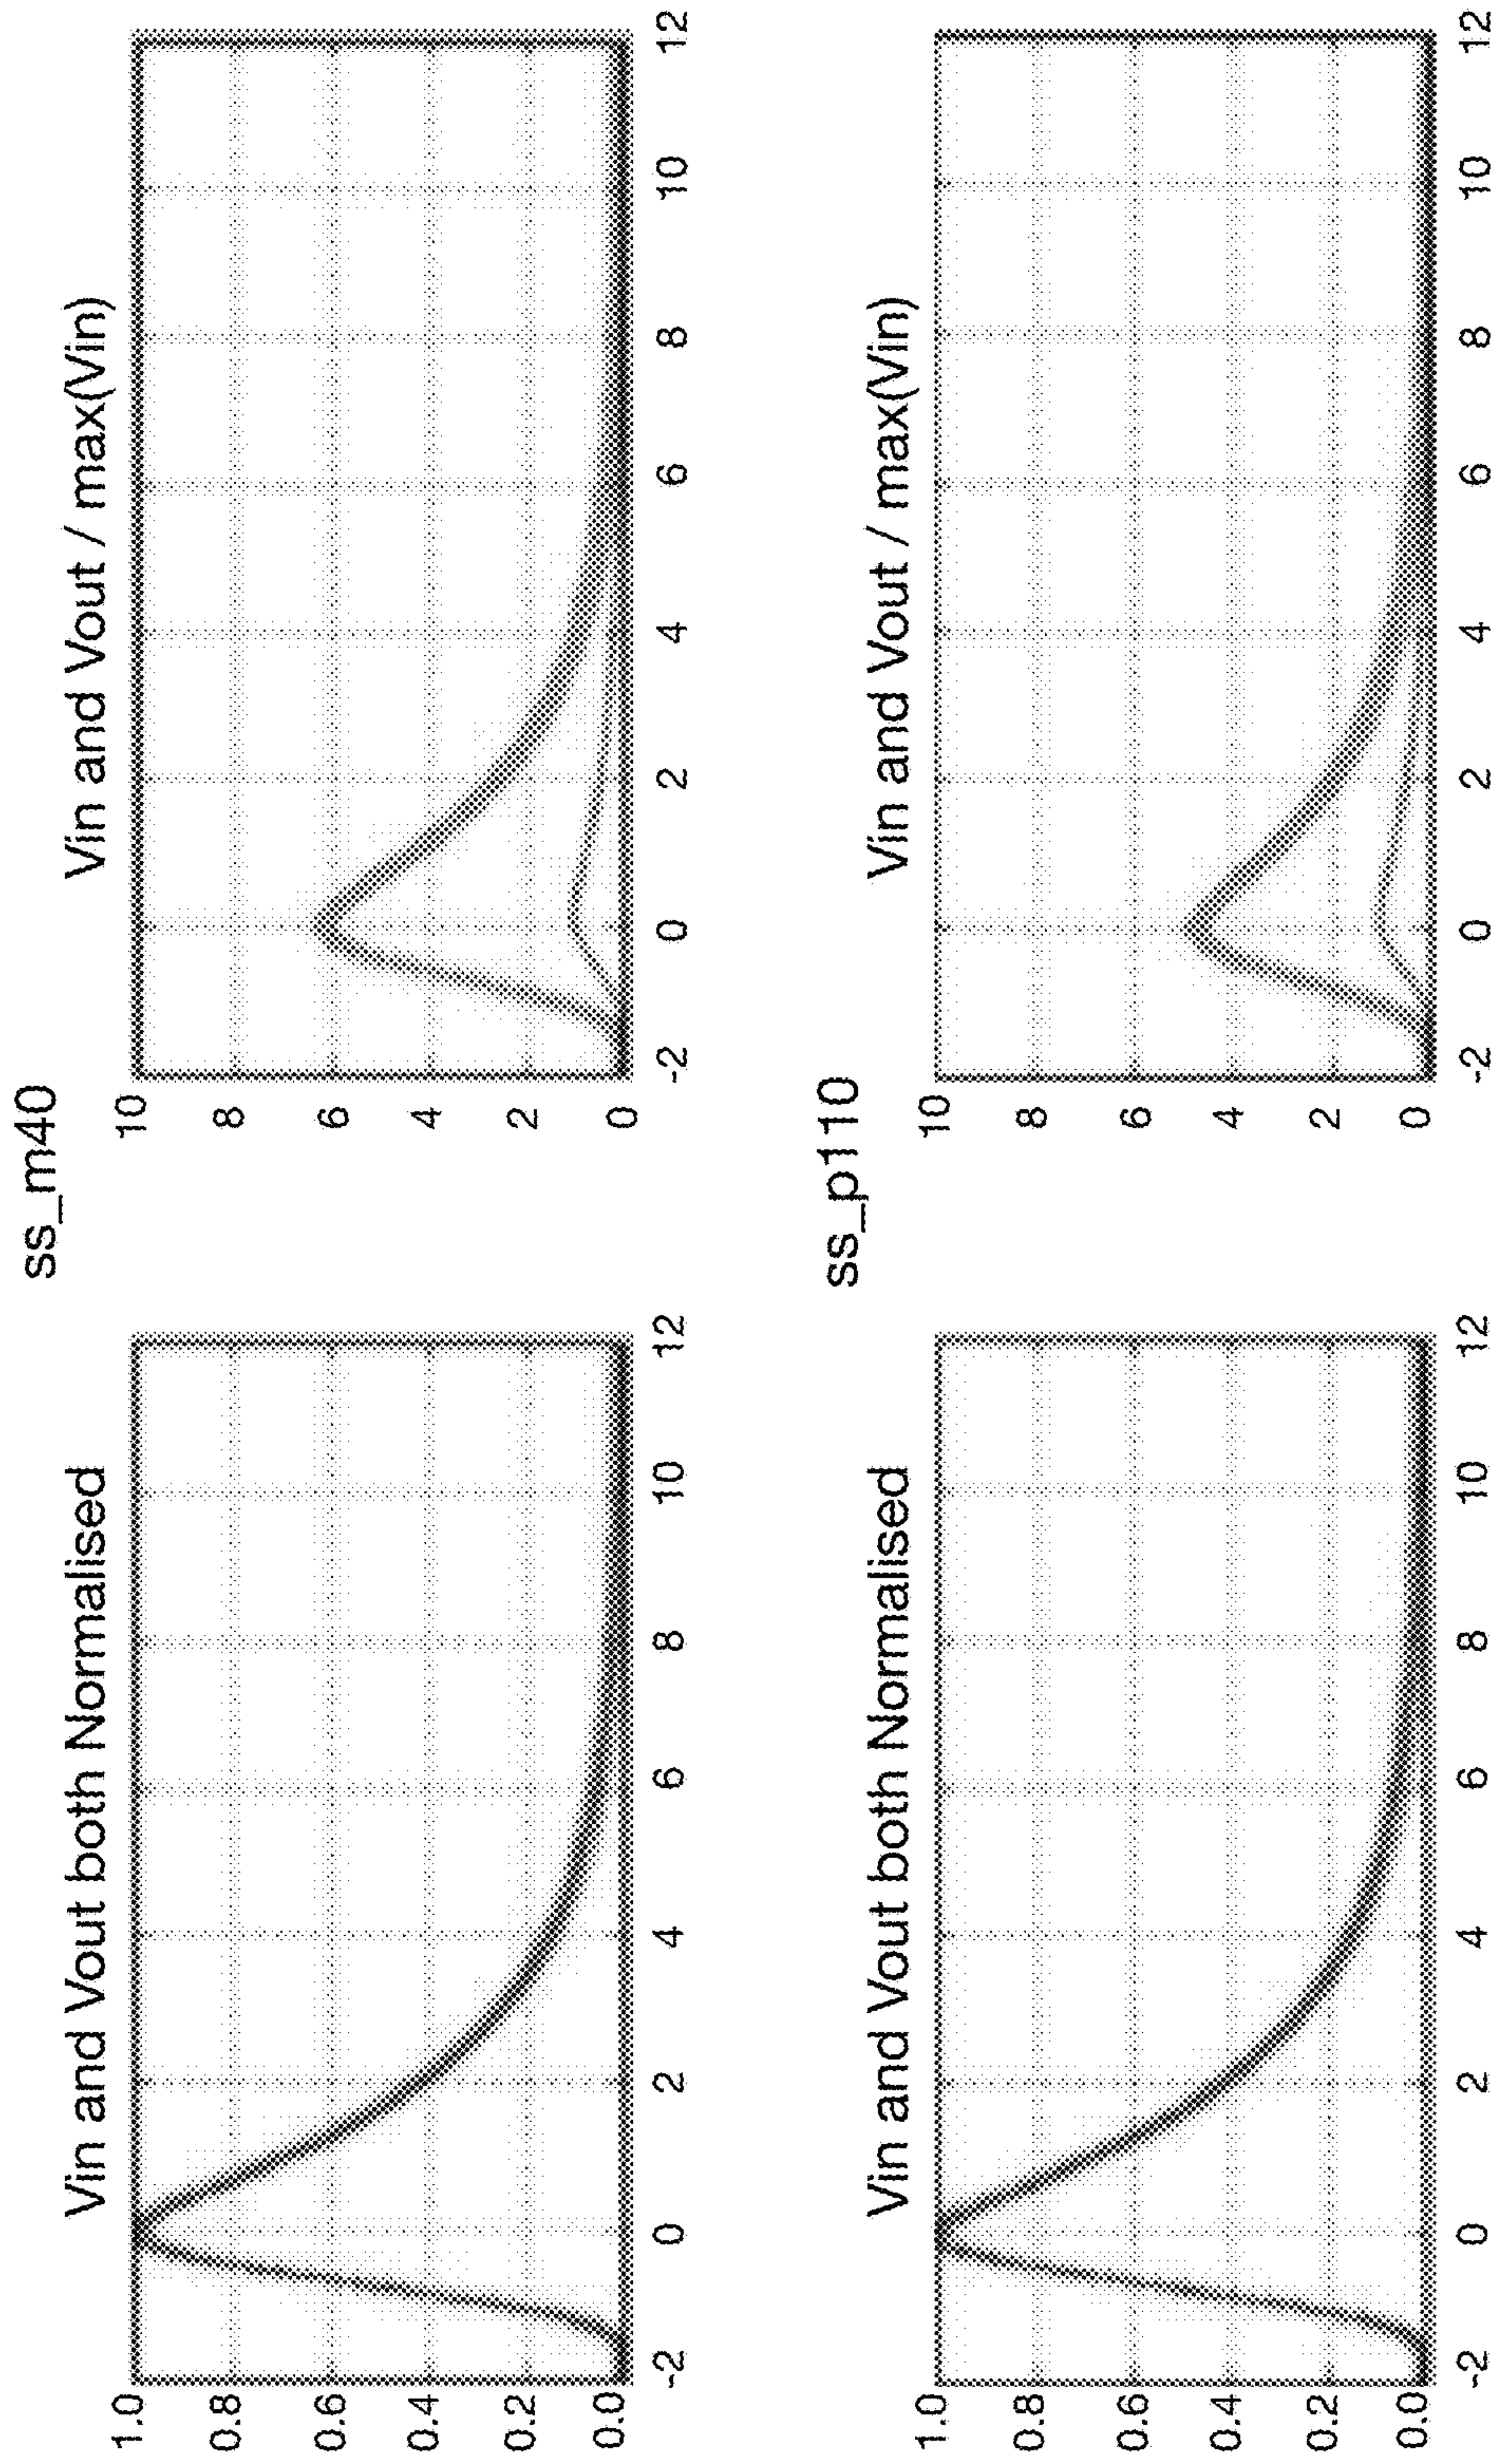 ss_m40
Vin and Vout both Normalised
1.0
0.8
0.6
0.4
0.2
0.0
-2 0 2 4 6 8 10 12
Vin and Vout / max(Vin)
10
8
6
4
2
0
-2 0 2 4 6 8 10 12
ss_p110
Vin and Vout both Normalised
1.0
0.8
0.6
0.4
0.2
0.0
-2 0 2 4 6 8 10 12
Vin and Vout / max(Vin)
10
8
6
4
2
0
-2 0 2 4 6 8 10 12